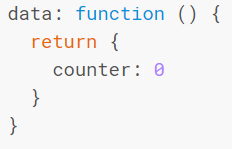 data: function () {
  return {
    counter: 0
  }
}